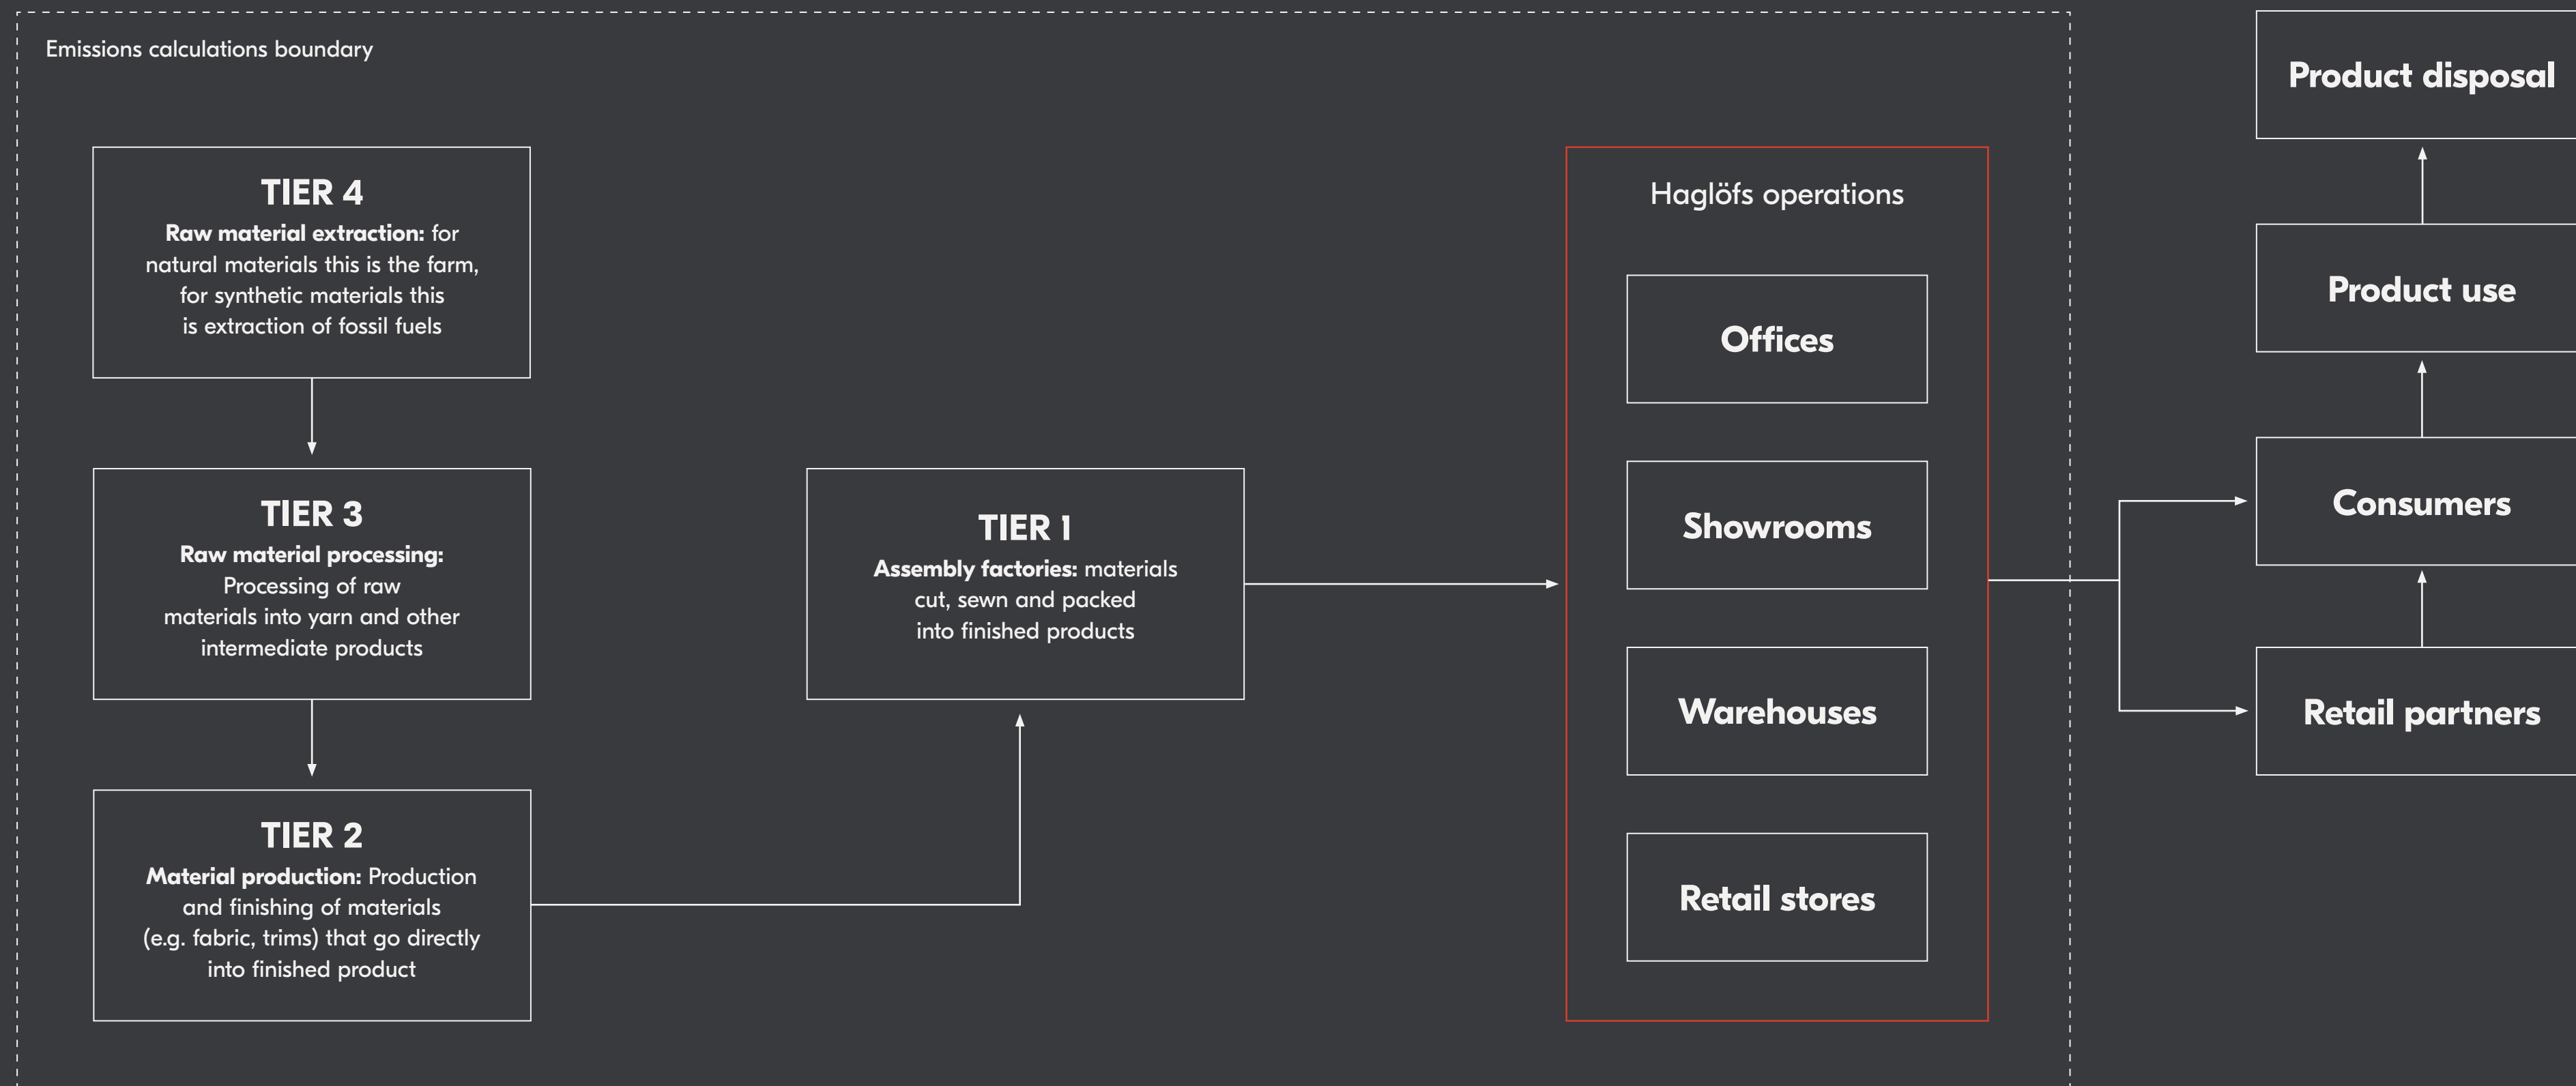 Emissions calculations boundary
TIER 4
Raw material extraction: for
natural materials this is the farm,
for synthetic materials this
is extraction of fossil fuels
TIER 3
Raw material processing:
Processing of raw
materials into yarn and other
intermediate products
TIER 2
Material production: Production
and finishing of materials
(e.g. fabric, trims) that go directly
into finished product
TIER 1
Assembly factories: materials
cut, sewn and packed
into finished products
Haglöfs operations
Offices
Showrooms
Warehouses
Retail stores
Product disposal
Product use
Consumers
Retail partners